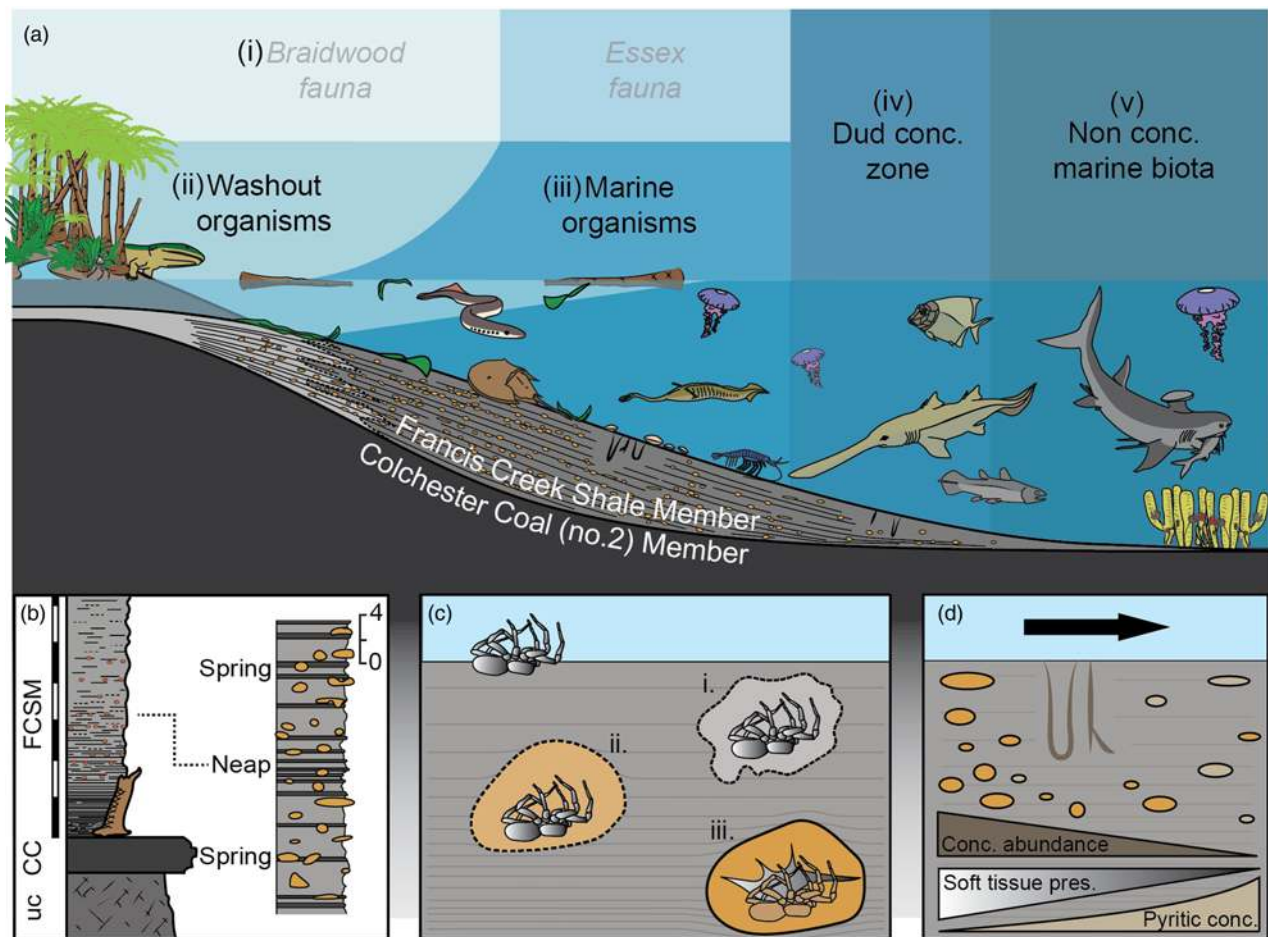 (a)
(i) Braidwood
fauna
Essex
fauna
(ii) Washout
organisms
(iii) Marine
organisms
(iv)
Dud conc.
zone
(v)
Non conc.
marine biota
Francis Creek Shale Member
Colchester Coal (no.2) Member
(b)
FCSM
CC
uc
Spring
Neap
Spring
4
0
(c)
i.
ii.
iii.
(d)
Conc. abundance
Soft tissue pres.
Pyritic conc.